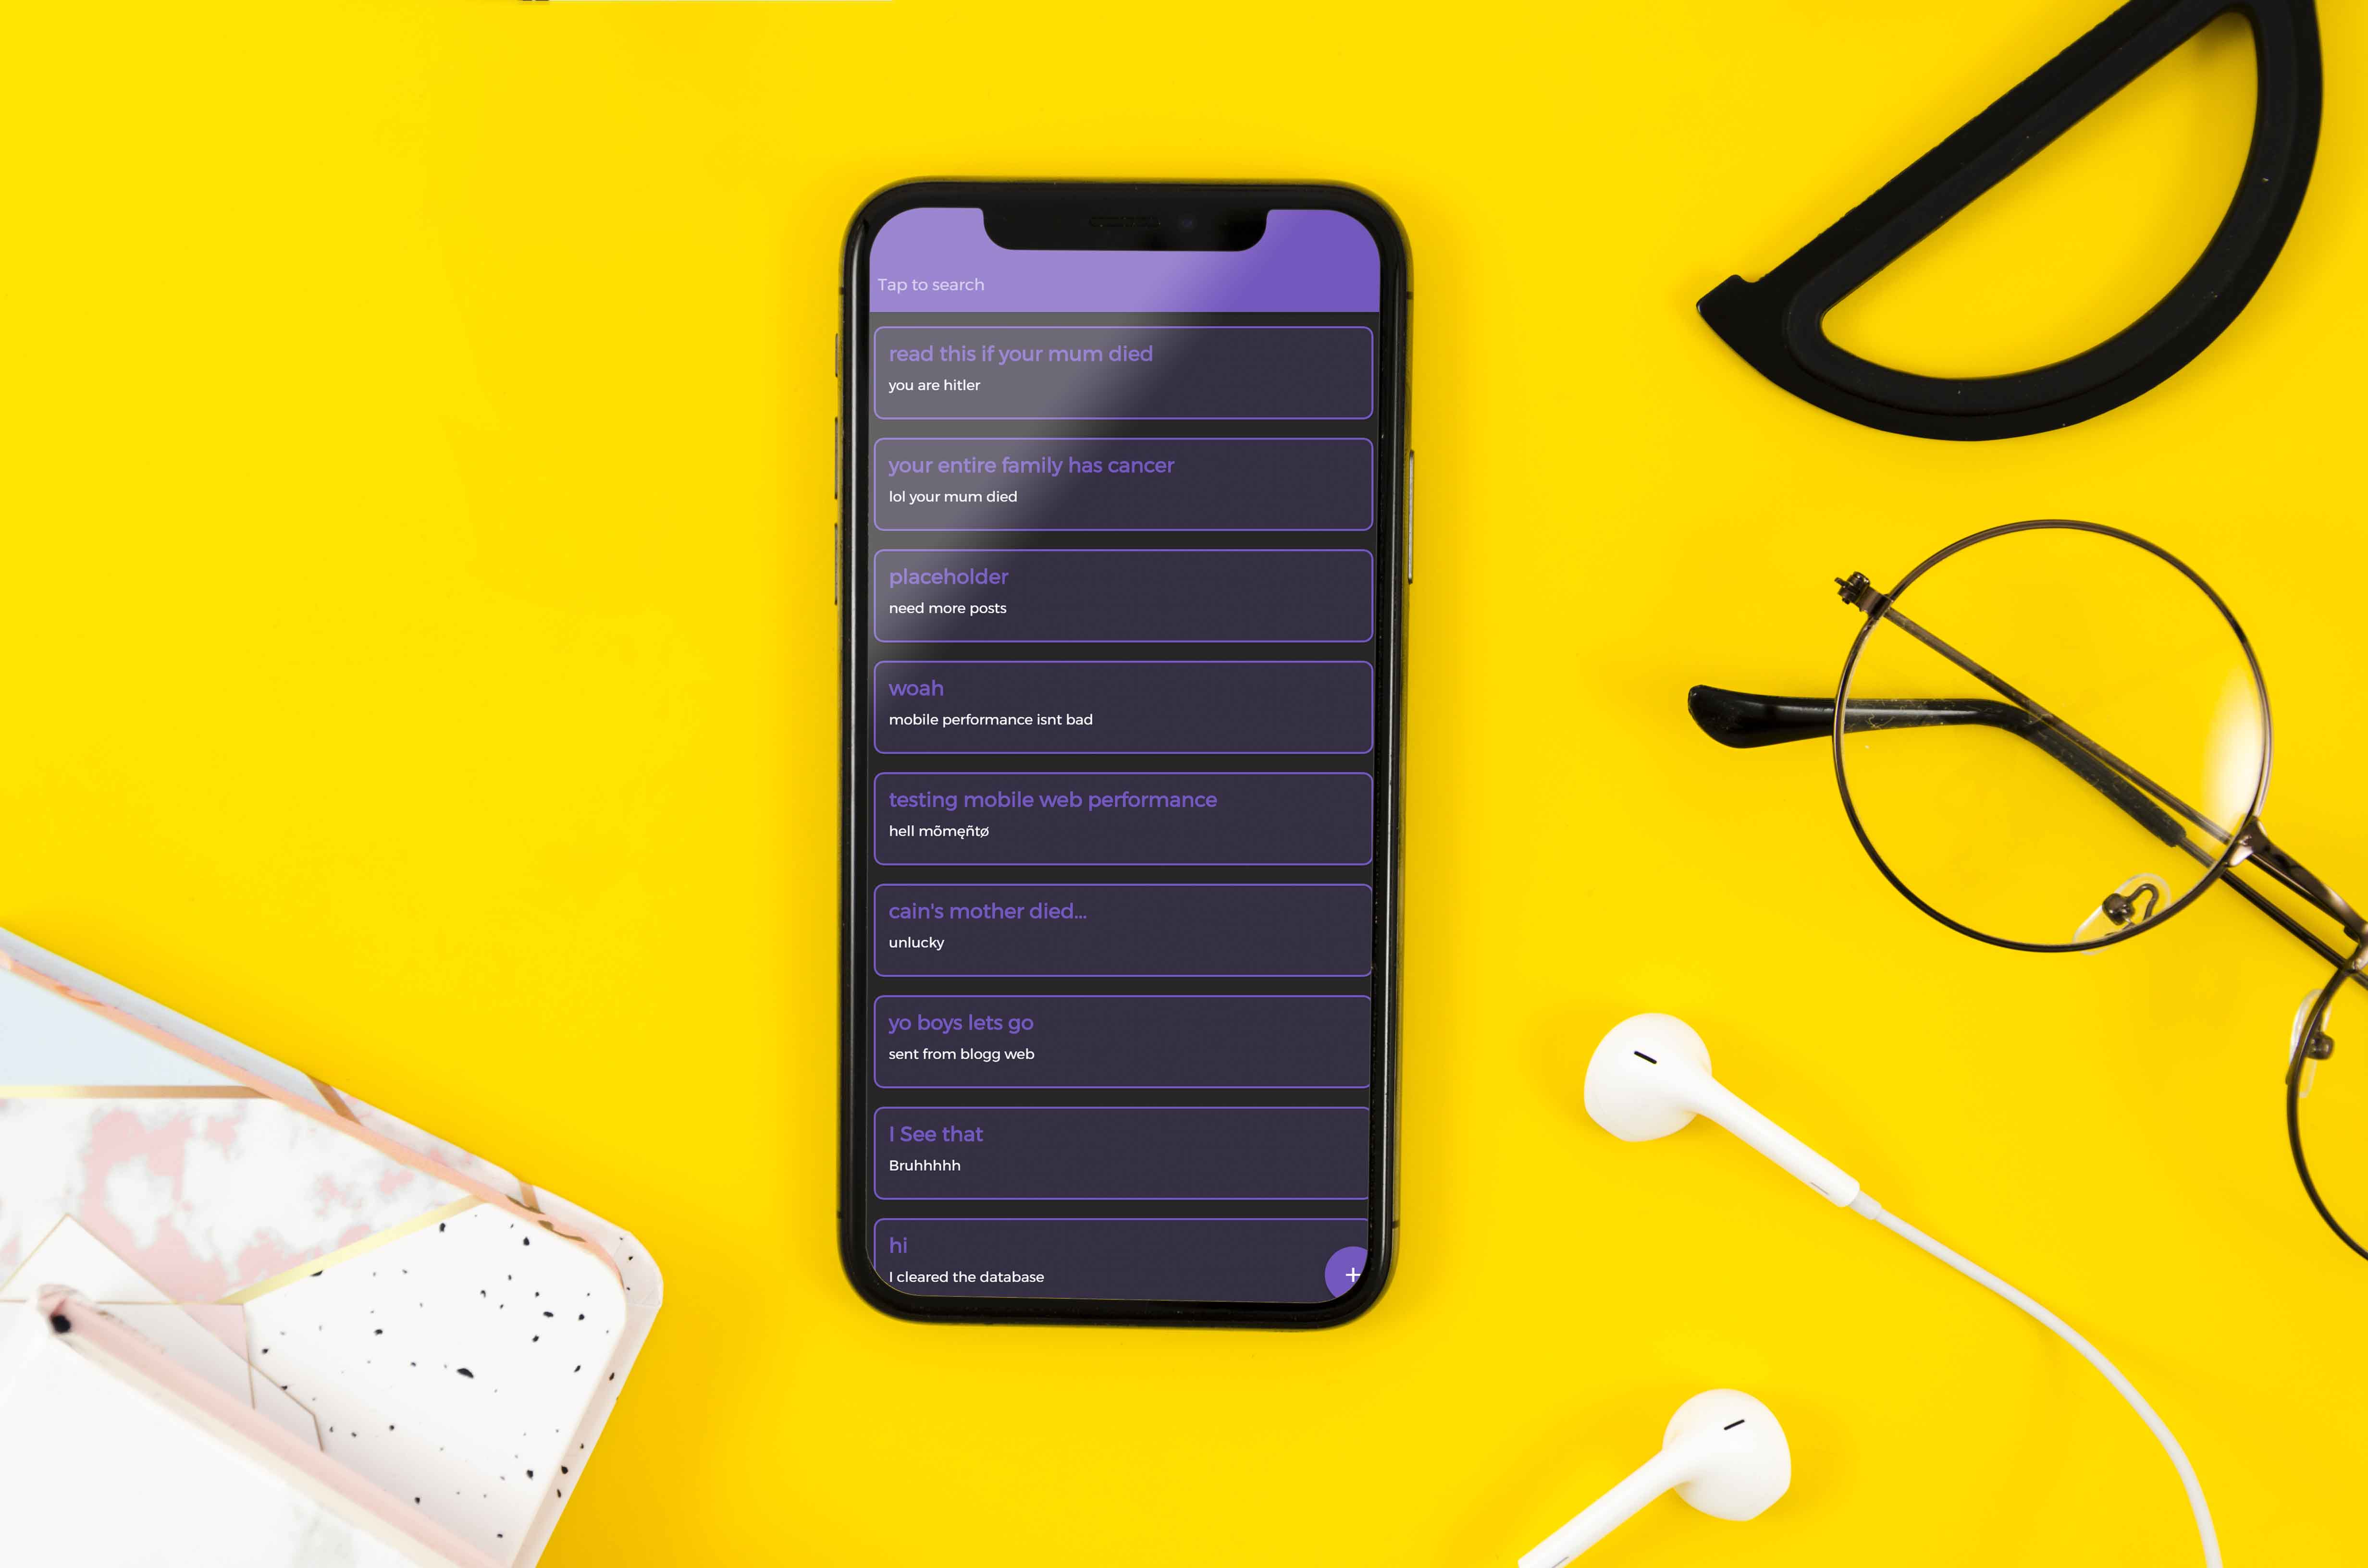 Tap to search
read this if your mum died
you are hitler
your entire family has cancer
lol your mum died
placeholder
need more posts
woah
mobile performance isnt bad
testing mobile web performance
hell mõmęñtø
cain's mother died...
unlucky
yo boys lets go
sent from blogg web
I See that
Bruhhhhh
hi
I cleared the database
+